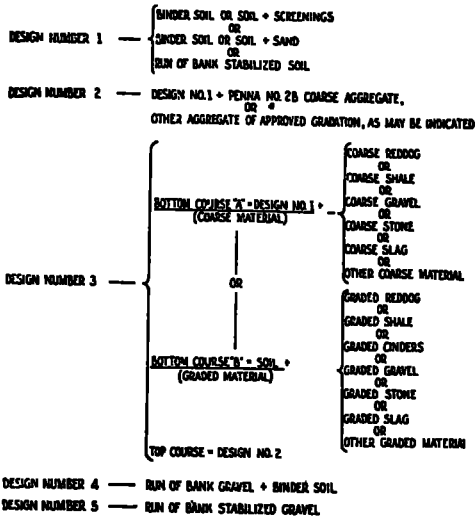 DESIGN NUMBER 1 — BINDER SOIL OR SOIL + SCREENINGS
OR
BINDER SOIL OR SOIL + SAND
OR
RUN OF BANK STABILIZED SOIL
DESIGN NUMBER 2 — DESIGN NO.1 + PENNA NO. 2B COARSE AGGREGATE,
OR
OTHER AGGREGATE OF APPROVED GRADATION, AS MAY BE INDICATED
DESIGN NUMBER 3 —
BOTTOM COURSE "A" = DESIGN NO.1 +
(COARSE MATERIAL)
COARSE REDDOG
OR
COARSE SHALE
OR
COARSE GRAVEL
OR
COARSE STONE
OR
COARSE SLAG
OR
OTHER COARSE MATERIAL
OR
BOTTOM COURSE "B" = SOIL +
(GRADED MATERIAL)
GRADED REDDOG
OR
GRADED SHALE
OR
GRADED CINDERS
OR
GRADED GRAVEL
OR
GRADED STONE
OR
GRADED SLAG
OR
OTHER GRADED MATERIAL
TOP COURSE = DESIGN NO.2
DESIGN NUMBER 4 — RUN OF BANK GRAVEL + BINDER SOIL
DESIGN NUMBER 5 — RUN OF BANK STABILIZED GRAVEL